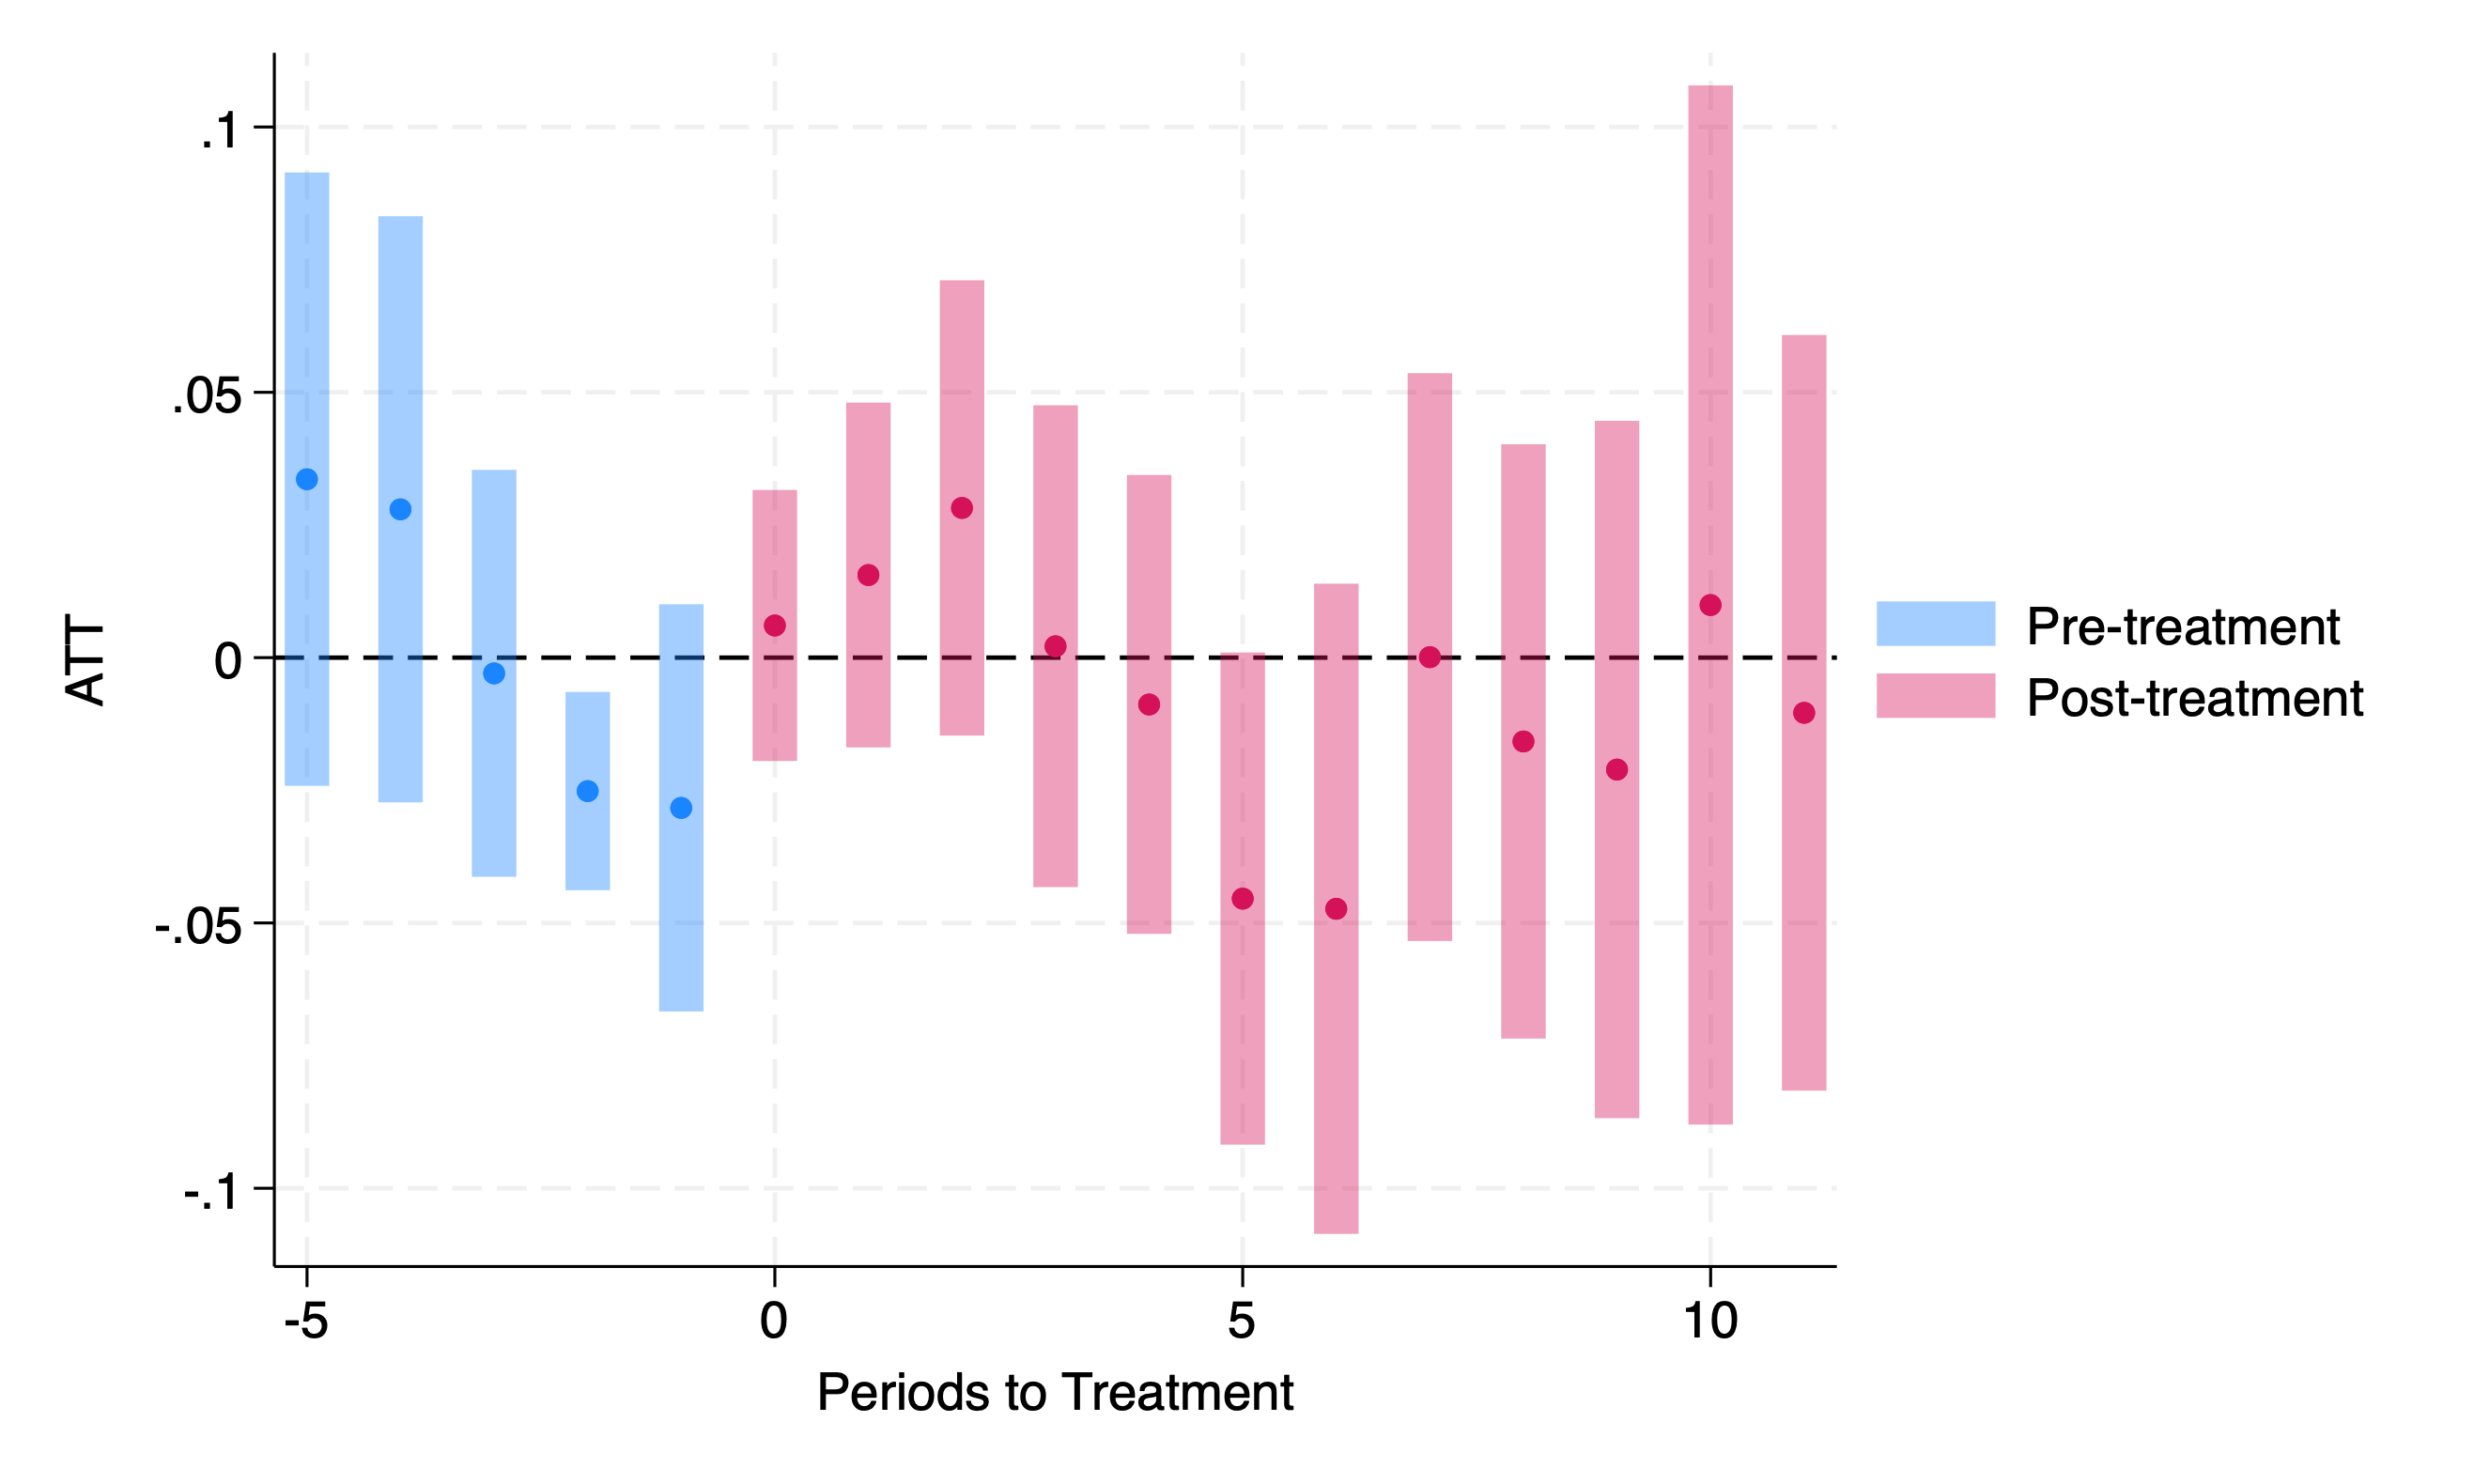 .1
.05
0
-.05
-.1
ATT
-5
0
5
10
Periods to Treatment
Pre-treatment
Post-treatment